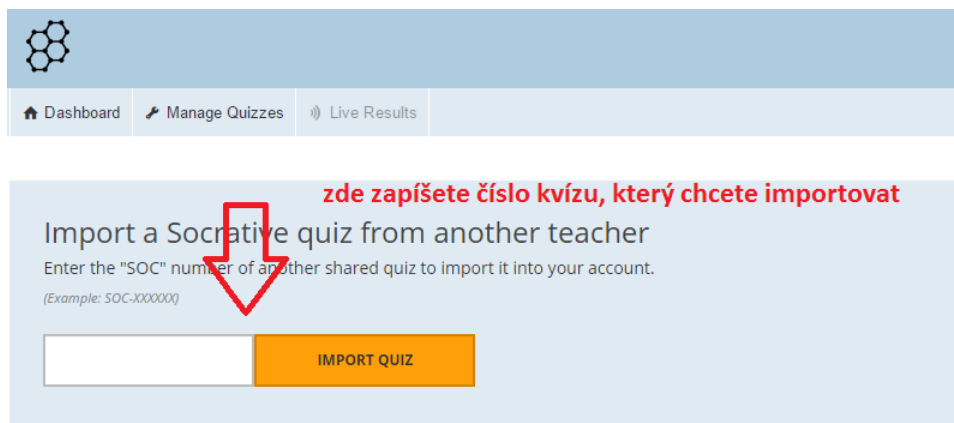 Dashboard Manage Quizzes Live Results
zde zapíšete číslo kvízu, který chcete importovat
Import a Socrative quiz from another teacher
Enter the "SOC" number of another shared quiz to import it into your account.
(Example: SOC-XXXXXX)
IMPORT QUIZ